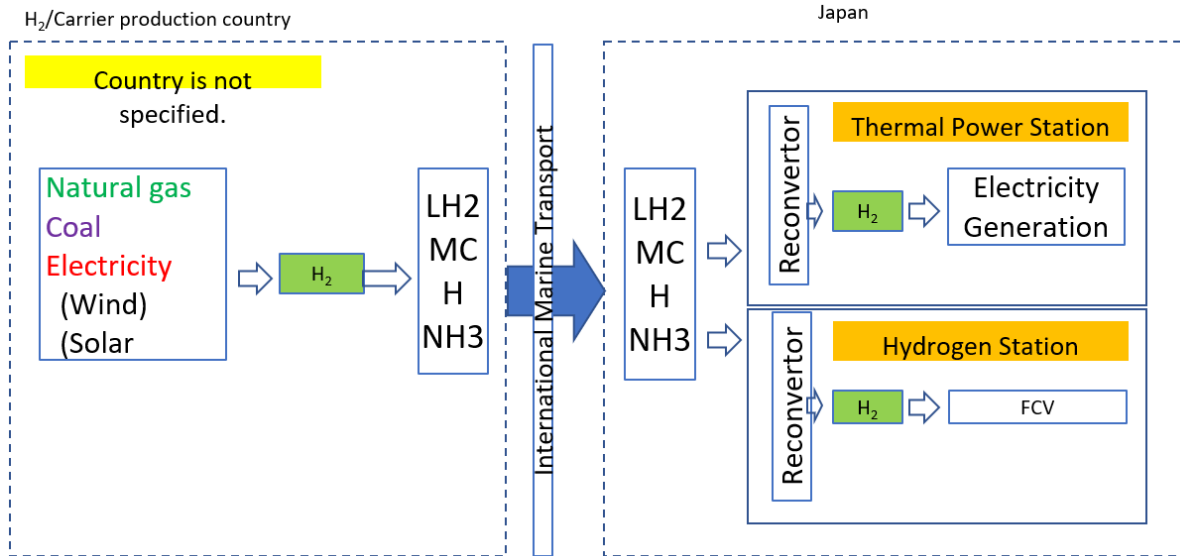 H₂/Carrier production country
Japan
Country is not
specified.
Natural gas
Coal
Electricity
(Wind)
(Solar
H₂
LH2
MC
H
NH3
International Marine Transport
LH2
MC
H
NH3
Reconvertor
Thermal Power Station
H₂
Electricity
Generation
Reconvertor
Hydrogen Station
H₂
FCV